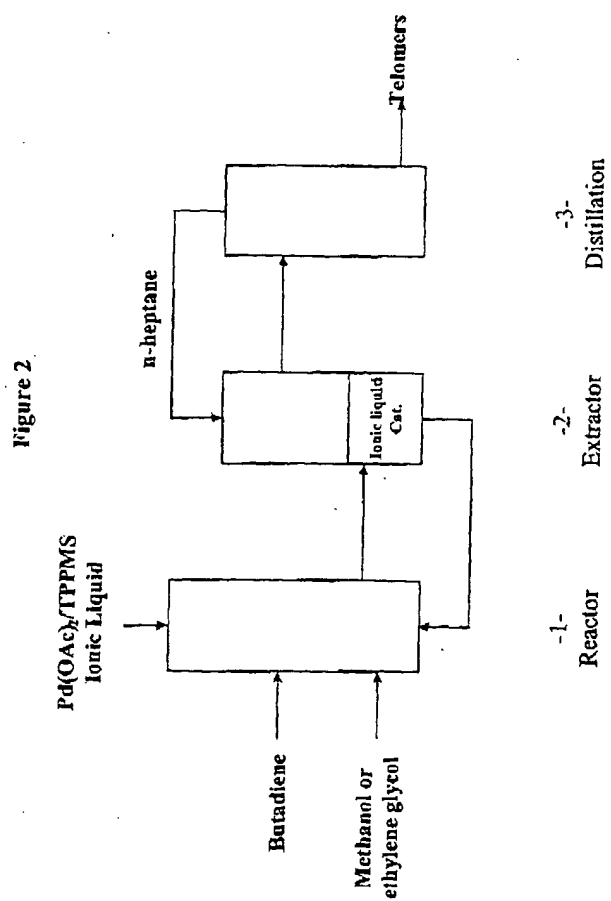 Figure 2
Pd(OAc)2/TPPMS
Ionic Liquid
n-heptane
Butadiene
Methanol or
ethylene glycol
Ionic liquid
Cat.
Telomers
-1-
Reactor
-2-
Extractor
-3-
Distillation